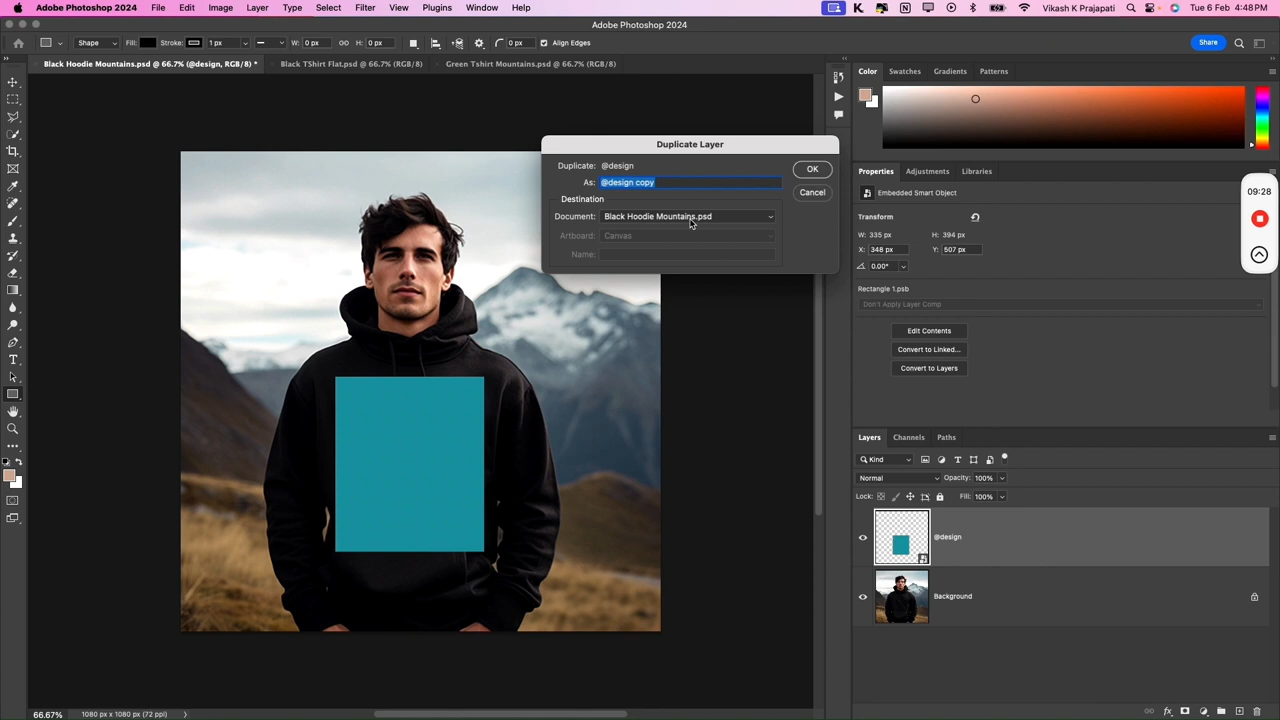 Photoshop File Edit Image Layer Type Select Filter View Plugins Window Help
Vikash K Prajapati Tue 6 Feb 4:48 PM
Adobe Photoshop 2024
Shape Fill: Stroke: 1 px W: 0 px H: 0 px 0 px Align Edges Share
Black Hoodie Mountains.psd @ 66.7% (@design, RGB/8) * Black TShirt Flat.psd @ 66.7% (RGB/8) Green Tshirt Mountains.psd @ 66.7% (RGB/8)
Color Swatches Gradients Patterns
Duplicate Layer
Duplicate: @design
OK
As: @design copy
Cancel
Destination
Document: Black Hoodie Mountains.psd
Artboard: Canvas
Name:
Properties Adjustments Libraries
Embedded Smart Object
Transform
W: 335 px H: 394 px
X: 348 px Y: 507 px
0.00°
Rectangle 1.psb
Don't Apply Layer Comp
Edit Contents
Convert to Linked...
Convert to Layers
09:28
Layers Channels Paths
Kind
Normal Opacity: 100%
Lock: Fill: 100%
@design
Background
66.67% 1080 px x 1080 px (72 ppi)